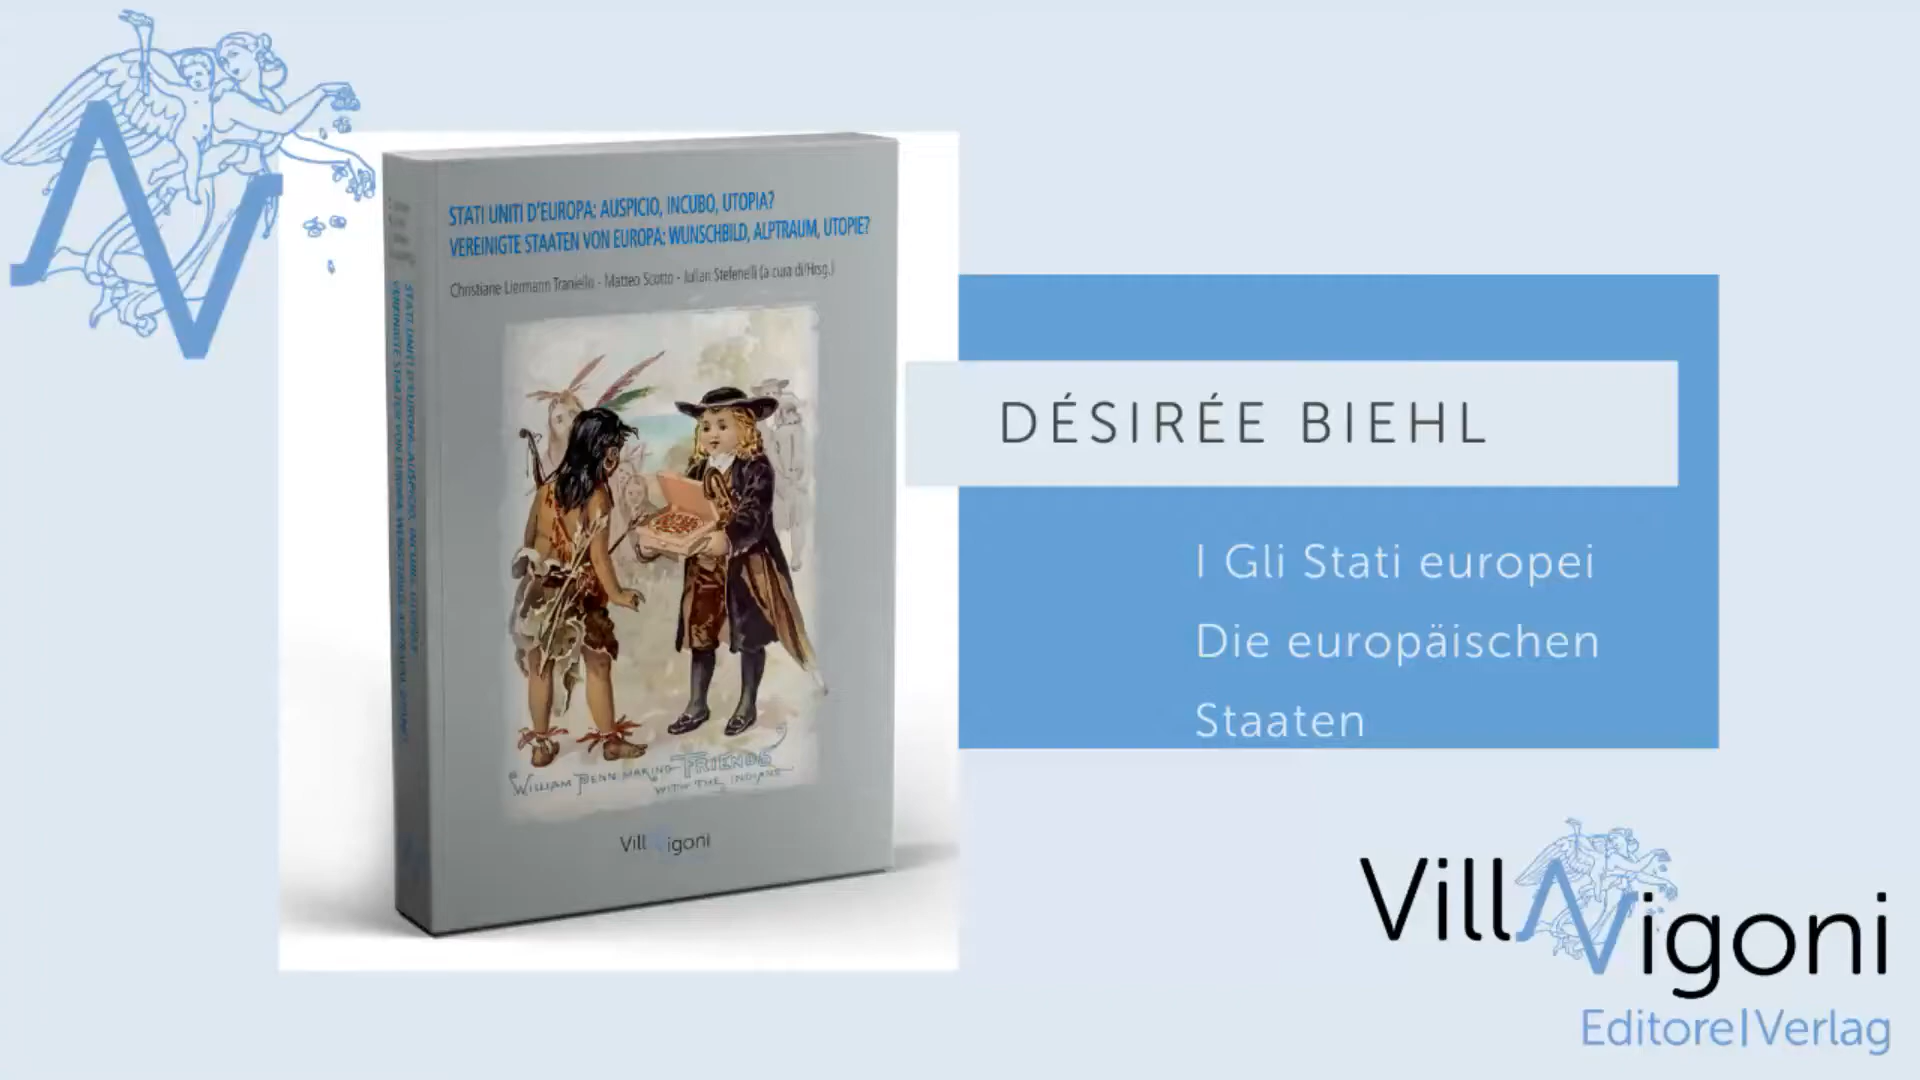 STATI UNITI D'EUROPA: AUSPICIO, INCUBO, UTOPIA?
VEREINIGTE STAATEN VON EUROPA: WUNSCHBILD, ALPTRAUM, UTOPIE?
Christiane Liermann Traniello - Matteo Scotto - Julian Stefenelli (a cura di/Hrsg.)
WILLIAM PENN MAKING FRIENDS
WITH THE INDIANS
VillaVigoni
DÉSIRÉE BIEHL
I Gli Stati europei
Die europäischen
Staaten
VillaVigoni
Editore|Verlag